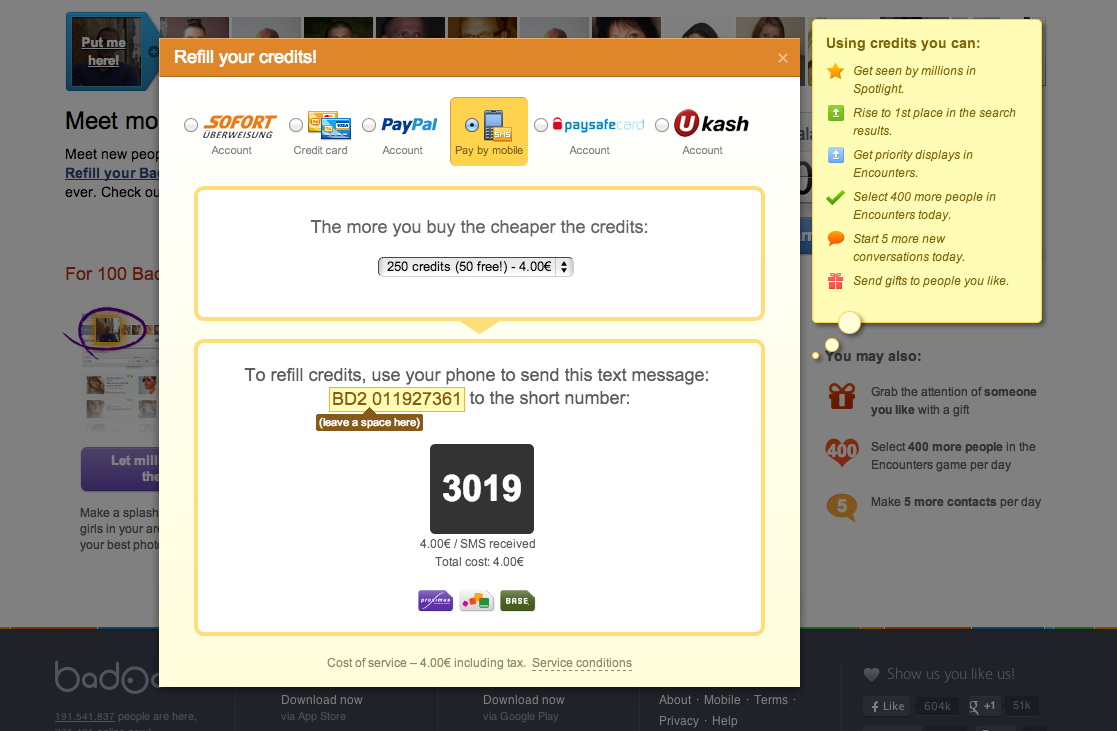 Put me
here!
Refill your credits!
×
SOFORT
ÜBERWEISUNG
Account
VISA
Credit card
PayPal
Account
SMS
Pay by mobile
paysafecard
Account
Ukash
Account
The more you buy the cheaper the credits:
250 credits (50 free!) - 4.00€
To refill credits, use your phone to send this text message:
BD2 011927361 to the short number:
(leave a space here)
3019
4.00€ / SMS received
Total cost: 4.00€
proximus
BASE
Cost of service – 4.00€ including tax. Service conditions
Using credits you can:
Get seen by millions in
Spotlight.
Rise to 1st place in the search
results.
Get priority displays in
Encounters.
Select 400 more people in
Encounters today.
Start 5 more new
conversations today.
Send gifts to people you like.
You may also:
Grab the attention of someone
you like with a gift
400
Select 400 more people in the
Encounters game per day
5
Make 5 more contacts per day
Meet mo
Meet new peop
Refill your Ba
ever. Check ou
For 100 Bad
Let mill
the
Make a splash
girls in your are
your best photo
badoo
191,541,837 people are here,
Download now
via App Store
Download now
via Google Play
About · Mobile · Terms ·
Privacy · Help
Show us you like us!
Like
604k
+1
51k